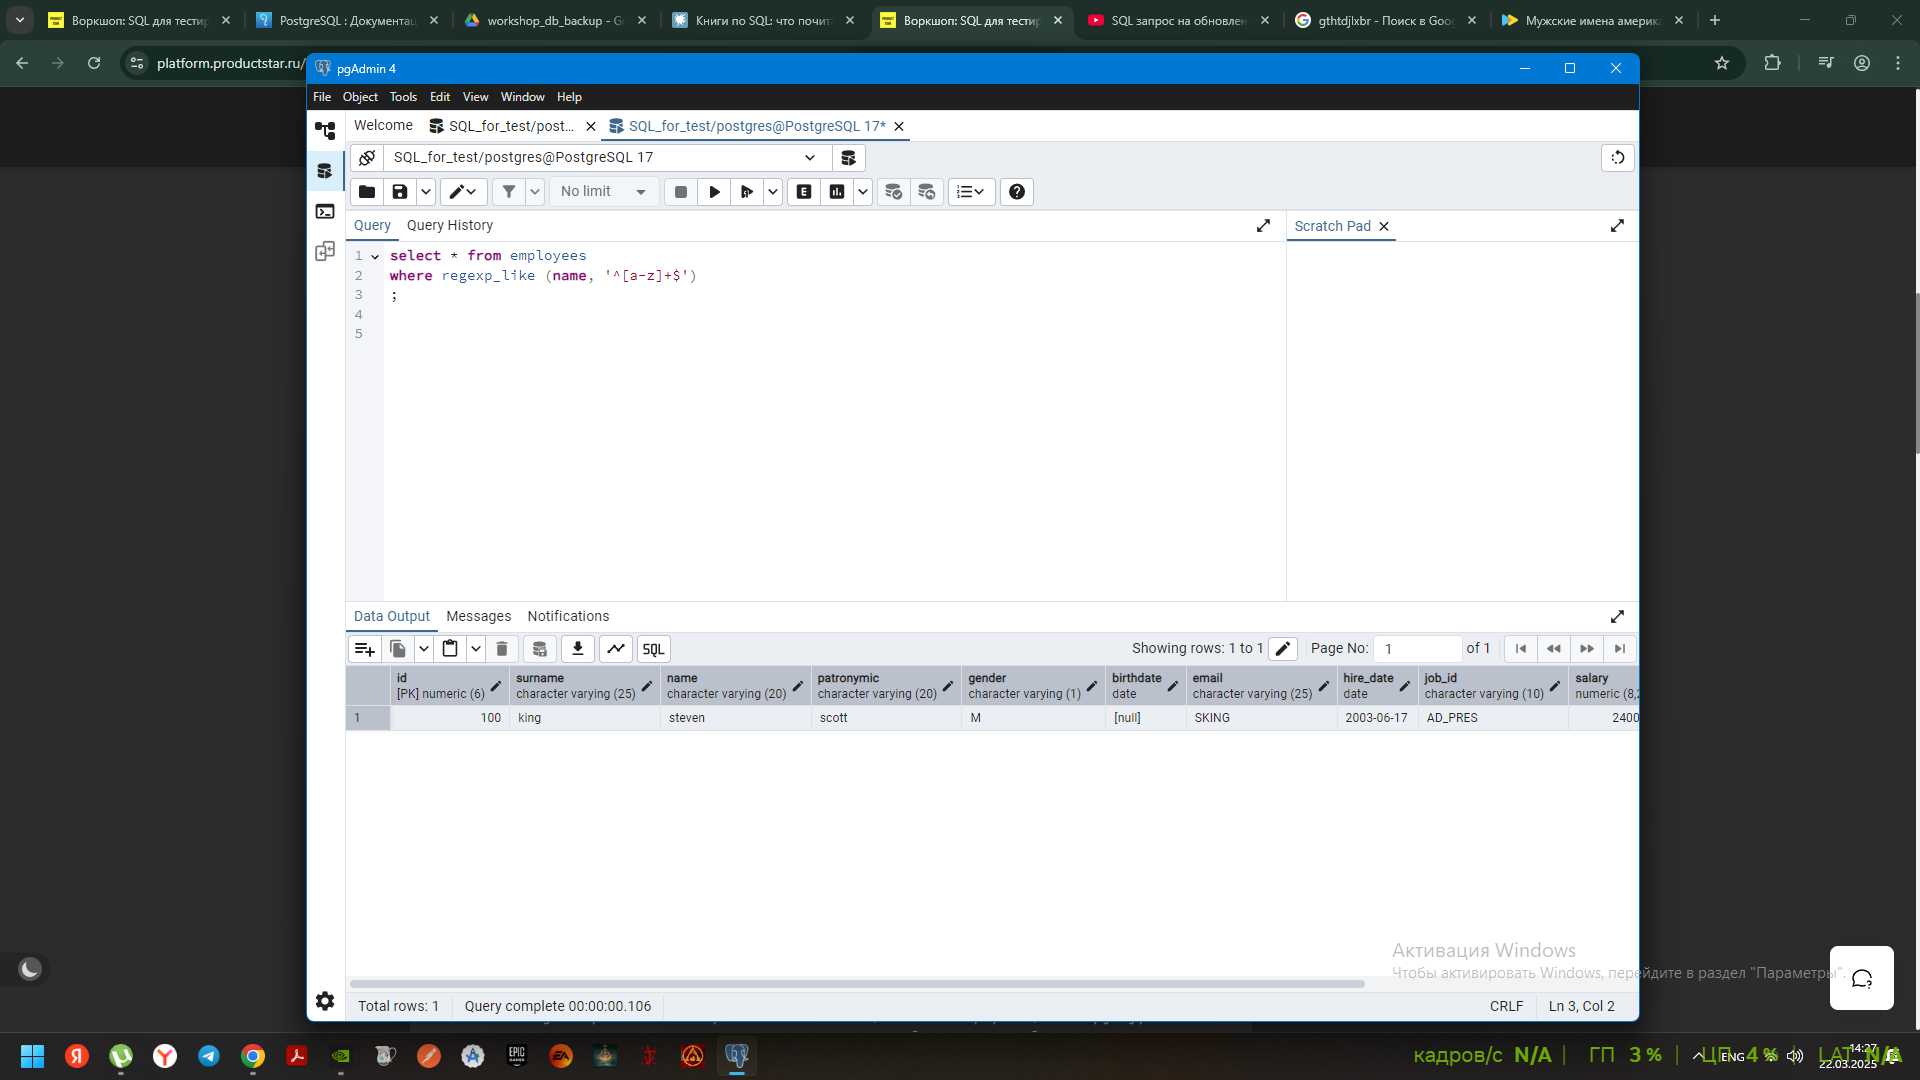 Воркшоп: SQL для тестир
PostgreSQL : Документац
workshop_db_backup - Go
Книги по SQL: что почита
Воркшоп: SQL для тестир
SQL запрос на обновлен
gthtdjlxbr - Поиск в Goo
Мужские имена америка
platform.productstar.ru/
pgAdmin 4
File Object Tools Edit View Window Help
Welcome
SQL_for_test/post...
SQL_for_test/postgres@PostgreSQL 17*
SQL_for_test/postgres@PostgreSQL 17
No limit
E
Query Query History
Scratch Pad
1 select * from employees
2 where regexp_like (name, '^[a-z]+$')
3 ;
4
5
Data Output Messages Notifications
SQL
Showing rows: 1 to 1
Page No: 1 of 1
id surname name patronymic gender birthdate email hire_date job_id salary
[PK] numeric (6) character varying (25) character varying (20) character varying (20) character varying (1) date character varying (25) date character varying (10) numeric (8,
1 100 king steven scott M [null] SKING 2003-06-17 AD_PRES 2400
Активация Windows
Чтобы активировать Windows, перейдите в раздел "Параметры".
Total rows: 1
Query complete 00:00:00.106
CRLF
Ln 3, Col 2
EPIC GAMES
EA
кадров/с N/A
ГП 3 %
ЦП 4 %
LAT N/A
ENG
14:27
22.03.2025